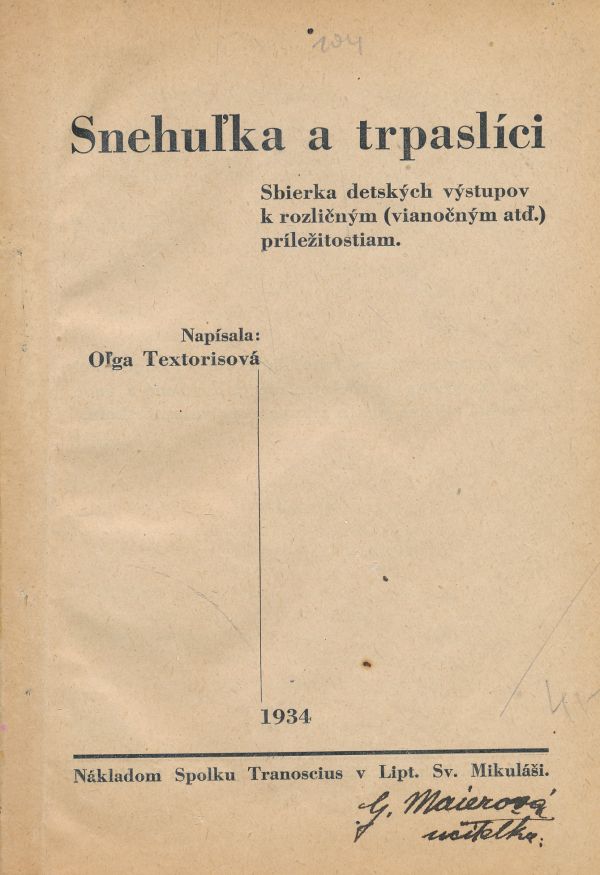 104
Snehuľka a trpaslíci
Sbierka detských výstupov
k rozličným (vianočným atď.)
príležitostiam.
Napísala:
Oľga Textorisová
1934
Nákladom Spolku Tranoscius v Lipt. Sv. Mikuláši.
G. Maierová
učiteľka.